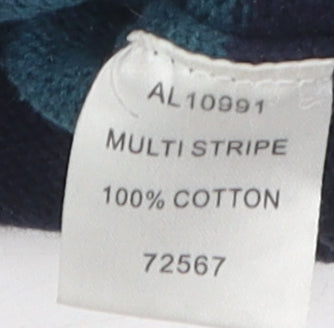 AL10991
MULTI STRIPE
100% COTTON
72567